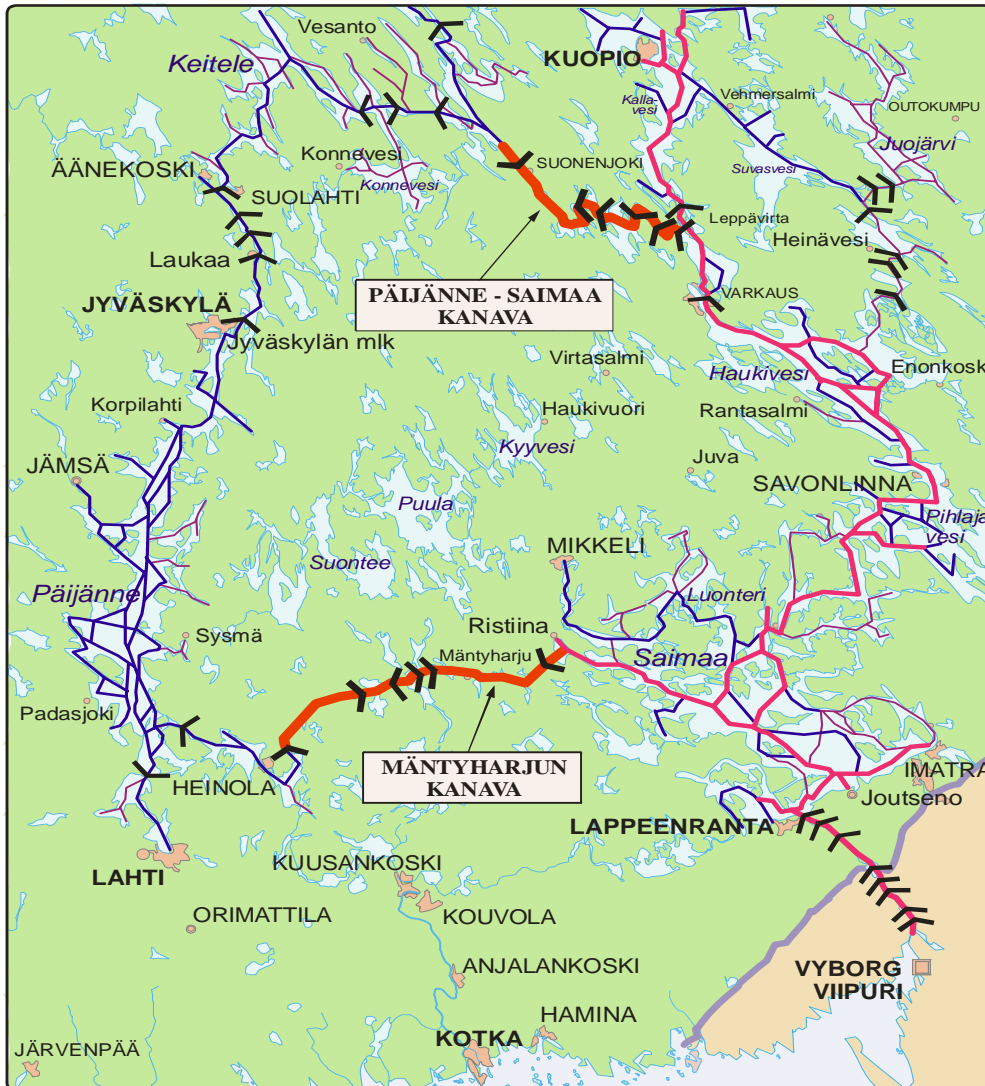 Vesanto
KUOPIO
Keitele
Kalla-
vesi
Vehmersalmi
OUTOKUMPU
Juojärvi
Konnevesi
Konnevesi
SUONENJOKI
Suvasvesi
ÄÄNEKOSKI
SUOLAHTI
Leppävirta
Heinävesi
Laukaa
PÄIJÄNNE - SAIMAA
KANAVA
VARKAUS
JYVÄSKYLÄ
Jyväskylän mlk
Virtasalmi
Haukivesi
Enonkosk
Korpilahti
Haukivuori
Rantasalmi
Kyyvesi
JÄMSÄ
Juva
SAVONLINNA
Puula
Pihlaja-
vesi
MIKKELI
Suontee
Päijänne
Luonteri
Sysmä
Ristiina
Mäntyharju
Saimaa
Padasjoki
HEINOLA
MÄNTYHARJUN
KANAVA
IMATRA
Joutseno
LAPPEENRANTA
LAHTI
KUUSANKOSKI
ORIMATTILA
KOUVOLA
ANJALANKOSKI
VYBORG
VIIPURI
HAMINA
KOTKA
JÄRVENPÄÄ